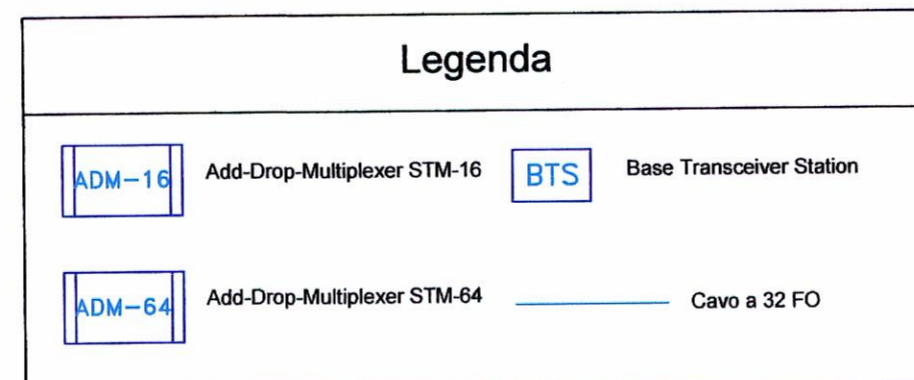 Legenda
ADM-16 Add-Drop-Multiplexer STM-16 BTS Base Transceiver Station
ADM-64 Add-Drop-Multiplexer STM-64 Cavo a 32 FO